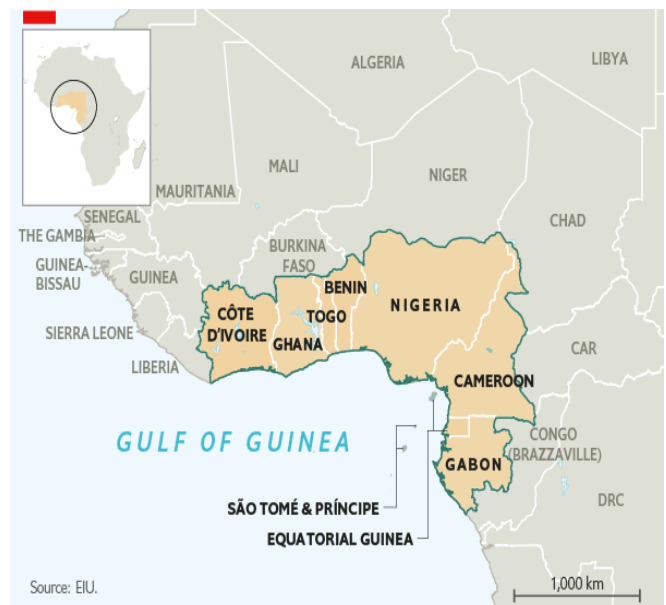 ALGERIA
LIBYA
MALI
NIGER
MAURITANIA
CHAD
SENEGAL
THE GAMBIA
BURKINA
FASO
GUINEA-
BISSAU
GUINEA
BENIN
NIGERIA
CÔTE
D'IVOIRE
TOGO
GHANA
SIERRA LEONE
LIBERIA
CAR
CAMEROON
GULF OF GUINEA
CONGO
(BRAZZAVILLE)
GABON
DRC
SÃO TOMÉ & PRÍNCIPE
EQUATORIAL GUINEA
Source: EIU.
1,000 km